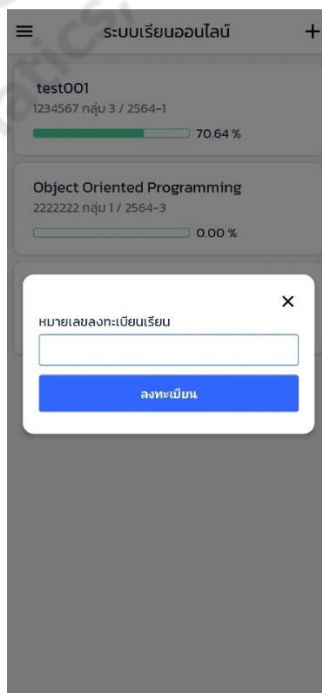 ระบบเรียนออนไลน์
test001
1234567 กลุ่ม 3 / 2564-1
70.64 %
Object Oriented Programming
2222222 กลุ่ม 1 / 2564-3
0.00 %
หมายเลขลงทะเบียนเรียน
ลงทะเบียน